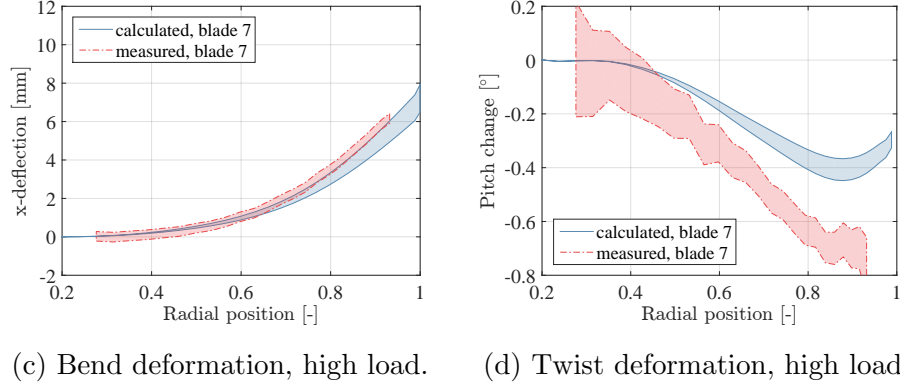 12
10
8
6
4
2
0
-2
x-deflection [mm]
calculated, blade 7
measured, blade 7
0.2 0.4 0.6 0.8 1
Radial position [-]
(c) Bend deformation, high load.
0.2
0
-0.2
-0.4
-0.6
-0.8
Pitch change [°]
calculated, blade 7
measured, blade 7
0.2 0.4 0.6 0.8 1
Radial position [-]
(d) Twist deformation, high load